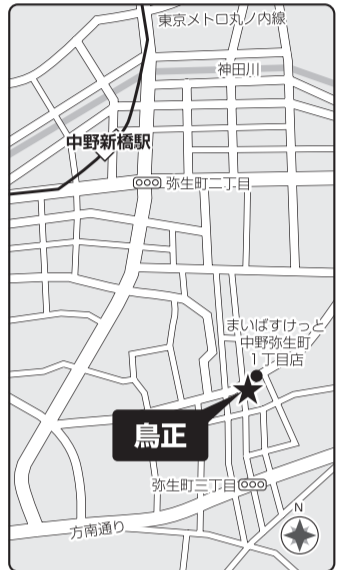 東京メトロ丸ノ内線
神田川
中野新橋駅
弥生町二丁目
まいばすけっと
中野弥生町
1丁目店
鳥正
弥生町三丁目
方南通り
N